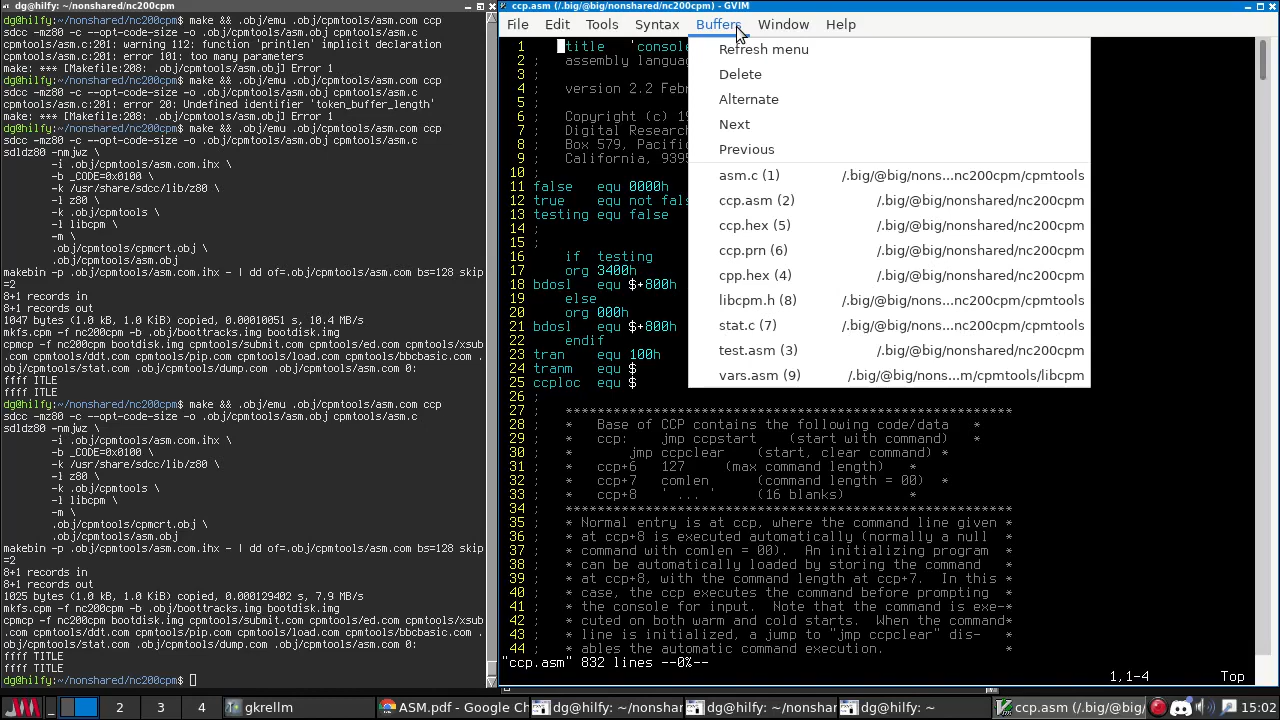 dg@hilfy: ~/nonshared/nc200cpm
dg@hilfy:~/nonshared/nc200cpm$ make && .obj/emu .obj/cpmtools/asm.com ccp
sdcc -mz80 -c --opt-code-size -o .obj/cpmtools/asm.obj cpmtools/asm.c
cpmtools/asm.c:201: warning 112: function 'printlen' implicit declaration
cpmtools/asm.c:201: error 101: too many parameters
make: *** [Makefile:208: .obj/cpmtools/asm.obj] Error 1
dg@hilfy:~/nonshared/nc200cpm$ make && .obj/emu .obj/cpmtools/asm.com ccp
sdcc -mz80 -c --opt-code-size -o .obj/cpmtools/asm.obj cpmtools/asm.c
cpmtools/asm.c:201: error 20: Undefined identifier 'token_buffer_length'
make: *** [Makefile:208: .obj/cpmtools/asm.obj] Error 1
dg@hilfy:~/nonshared/nc200cpm$ make && .obj/emu .obj/cpmtools/asm.com ccp
sdcc -mz80 -c --opt-code-size -o .obj/cpmtools/asm.obj cpmtools/asm.c
sdldz80 -nmjwz \
-i .obj/cpmtools/asm.com.ihx \
-b _CODE=0x0100 \
-k /usr/share/sdcc/lib/z80 \
-l z80 \
-k .obj/cpmtools \
-l libcpm \
-m \
.obj/cpmtools/cpmcrt.obj \
.obj/cpmtools/asm.obj
makebin -p .obj/cpmtools/asm.com.ihx - | dd of=.obj/cpmtools/asm.com bs=128 skip
=2
8+1 records in
8+1 records out
1047 bytes (1.0 kB, 1.0 KiB) copied, 0.00010051 s, 10.4 MB/s
mkfs.cpm -f nc200cpm -b .obj/boottracks.img bootdisk.img
cpmcp -f nc200cpm bootdisk.img cpmtools/submit.com cpmtools/ed.com cpmtools/xsub
.com cpmtools/ddt.com cpmtools/pip.com cpmtools/load.com cpmtools/bbcbasic.com .
obj/cpmtools/stat.com .obj/cpmtools/dump.com .obj/cpmtools/asm.com 0:
ffff ITLE
ffff ITLE
dg@hilfy:~/nonshared/nc200cpm$ make && .obj/emu .obj/cpmtools/asm.com ccp
sdcc -mz80 -c --opt-code-size -o .obj/cpmtools/asm.obj cpmtools/asm.c
sdldz80 -nmjwz \
-i .obj/cpmtools/asm.com.ihx \
-b _CODE=0x0100 \
-k /usr/share/sdcc/lib/z80 \
-l z80 \
-k .obj/cpmtools \
-l libcpm \
-m \
.obj/cpmtools/cpmcrt.obj \
.obj/cpmtools/asm.obj
makebin -p .obj/cpmtools/asm.com.ihx - | dd of=.obj/cpmtools/asm.com bs=128 skip
=2
8+1 records in
8+1 records out
1025 bytes (1.0 kB, 1.0 KiB) copied, 0.000129402 s, 7.9 MB/s
mkfs.cpm -f nc200cpm -b .obj/boottracks.img bootdisk.img
cpmcp -f nc200cpm bootdisk.img cpmtools/submit.com cpmtools/ed.com cpmtools/xsub
.com cpmtools/ddt.com cpmtools/pip.com cpmtools/load.com cpmtools/bbcbasic.com .
obj/cpmtools/stat.com .obj/cpmtools/dump.com .obj/cpmtools/asm.com 0:
ffff TITLE
ffff TITLE
dg@hilfy:~/nonshared/nc200cpm$
ccp.asm (/.big/@big/nonshared/nc200cpm) - GVIM
File Edit Tools Syntax Buffers Window Help
Refresh menu
Delete
Alternate
Next
Previous
asm.c (1) /.big/@big/nons...nc200cpm/cpmtools
ccp.asm (2) /.big/@big/nonshared/nc200cpm
ccp.hex (5) /.big/@big/nonshared/nc200cpm
ccp.prn (6) /.big/@big/nonshared/nc200cpm
cpp.hex (4) /.big/@big/nonshared/nc200cpm
libcpm.h (8) /.big/@big/nons...nc200cpm/cpmtools
stat.c (7) /.big/@big/nons...nc200cpm/cpmtools
test.asm (3) /.big/@big/nonshared/nc200cpm
vars.asm (9) /.big/@big/nons...m/cpmtools/libcpm
1 title 'consol
2 ; assembly langua
3 ;
4 ; version 2.2 Feb
5 ;
6 ; Copyright (c) 1
7 ; Digital Researc
8 ; Box 579, Pacifi
9 ; California, 939
10 ;
11 false equ 0000h
12 true equ not fals
13 testing equ false
14 ;
15 ;
16 if testing
17 org 3400h
18 bdosl equ $+800h
19 else
20 org 000h
21 bdosl equ $+800h
22 endif
23 tran equ 100h
24 tranm equ $
25 ccploc equ $
26 ;
27 ; ********************************************************
28 ; * Base of CCP contains the following code/data *
29 ; * ccp: jmp ccpstart (start with command) *
30 ; * jmp ccpclear (start, clear command) *
31 ; * ccp+6 127 (max command length) *
32 ; * ccp+7 comlen (command length = 00) *
33 ; * ccp+8 ' ... ' (16 blanks) *
34 ; ********************************************************
35 ; * Normal entry is at ccp, where the command line given *
36 ; * at ccp+8 is executed automatically (normally a null *
37 ; * command with comlen = 00). An initializing program *
38 ; * can be automatically loaded by storing the command *
39 ; * at ccp+8, with the command length at ccp+7. In this *
40 ; * case, the ccp executes the command before prompting *
41 ; * the console for input. Note that the command is exe-*
42 ; * cuted on both warm and cold starts. When the command*
43 ; * line is initialized, a jump to "jmp ccpclear" dis- *
44 ; * ables the automatic command execution. *
"ccp.asm" 832 lines --0%--
1,1-4 Top
2 3 4 gkrellm ASM.pdf - Google Ch dg@hilfy: ~/nonshar dg@hilfy: ~/nonshar dg@hilfy: ~ ccp.asm (/.big/@big/ 15:02